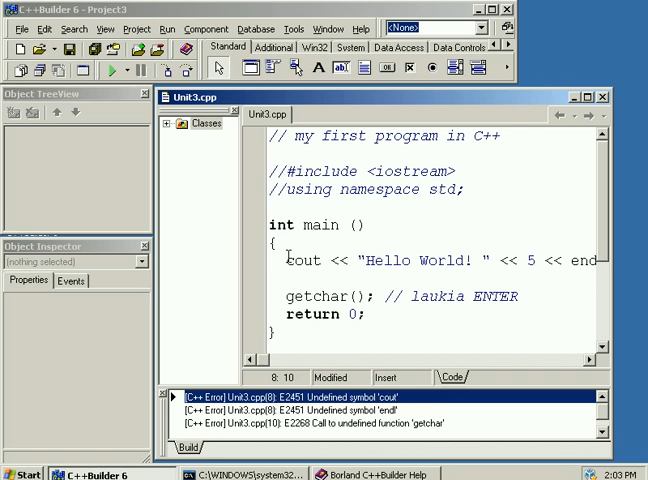 C++Builder 6 - Project3
File Edit Search View Project Run Component Database Tools Window Help <None>
Standard Additional Win32 System Data Access Data Controls
Object TreeView
Unit3.cpp
Classes
Unit3.cpp
// my first program in C++
//#include <iostream>
//using namespace std;
int main ()
{
cout << "Hello World! " << 5 << end
getchar(); // laukia ENTER
return 0;
}
Object Inspector
(nothing selected)
Properties Events
8: 10 Modified Insert Code
[C++ Error] Unit3.cpp(8): E2451 Undefined symbol 'cout'
[C++ Error] Unit3.cpp(8): E2451 Undefined symbol 'endl'
[C++ Error] Unit3.cpp(10): E2268 Call to undefined function 'getchar'
Build
Start C++Builder 6 C:\WINDOWS\system32... Borland C++Builder Help 2:03 PM